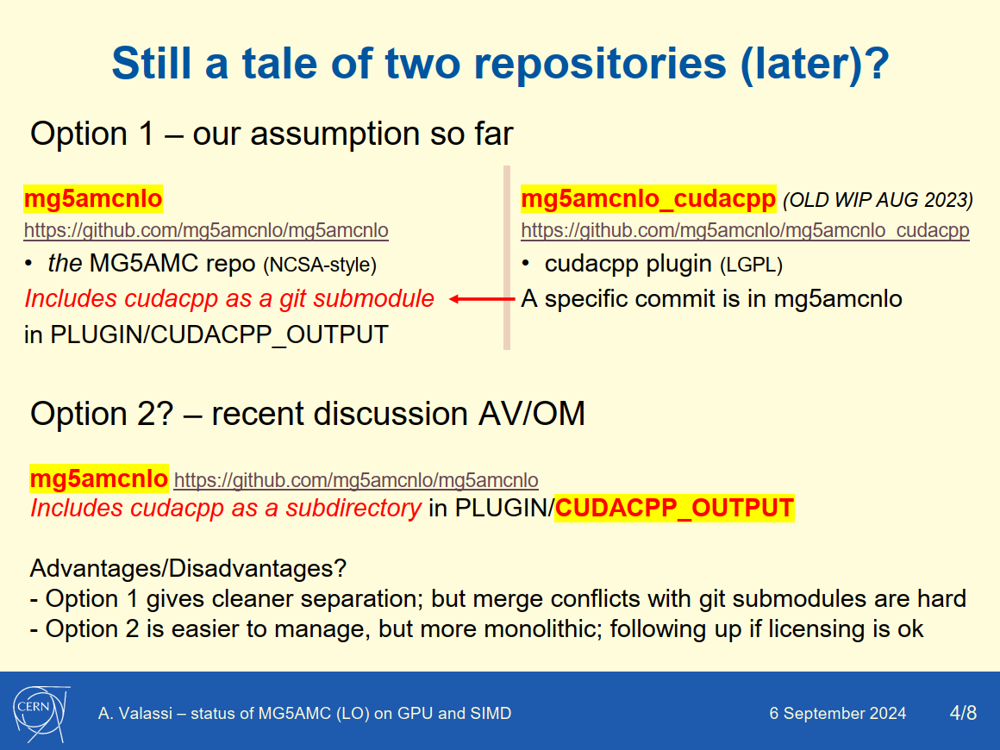 Still a tale of two repositories (later)?
Option 1 – our assumption so far
mg5amcnlo
https://github.com/mg5amcnlo/mg5amcnlo
• the MG5AMC repo (NCSA-style)
Includes cudacpp as a git submodule
in PLUGIN/CUDACPP_OUTPUT
mg5amcnlo_cudacpp (OLD WIP AUG 2023)
https://github.com/mg5amcnlo/mg5amcnlo_cudacpp
• cudacpp plugin (LGPL)
A specific commit is in mg5amcnlo
Option 2? – recent discussion AV/OM
mg5amcnlo https://github.com/mg5amcnlo/mg5amcnlo
Includes cudacpp as a subdirectory in PLUGIN/CUDACPP_OUTPUT
Advantages/Disadvantages?
- Option 1 gives cleaner separation; but merge conflicts with git submodules are hard
- Option 2 is easier to manage, but more monolithic; following up if licensing is ok
CERN
A. Valassi – status of MG5AMC (LO) on GPU and SIMD
6 September 2024
4/8